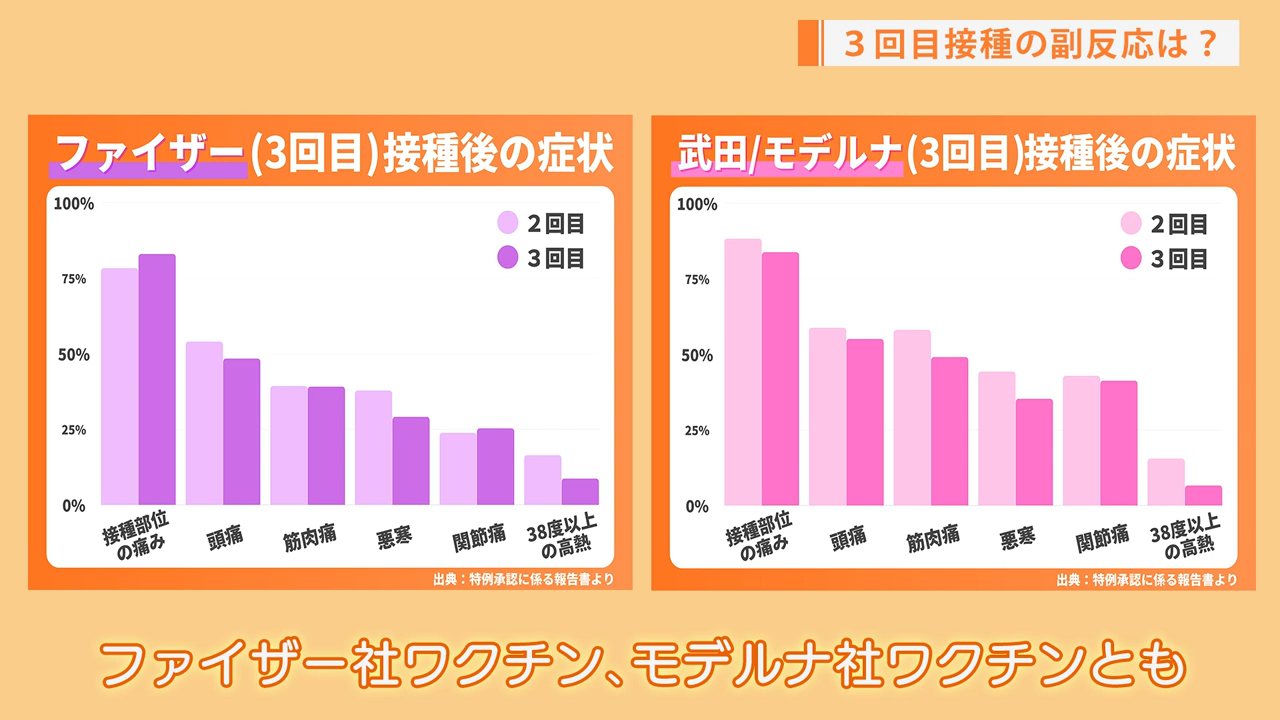 ３回目接種の副反応は？
ファイザー(3回目)接種後の症状
100%
75%
50%
25%
0%
２回目
３回目
接種部位
の痛み
頭痛
筋肉痛
悪寒
関節痛
38度以上
の高熱
出典：特例承認に係る報告書より
武田/モデルナ(3回目)接種後の症状
100%
75%
50%
25%
0%
２回目
３回目
接種部位
の痛み
頭痛
筋肉痛
悪寒
関節痛
38度以上
の高熱
出典：特例承認に係る報告書より
ファイザー社ワクチン、モデルナ社ワクチンとも